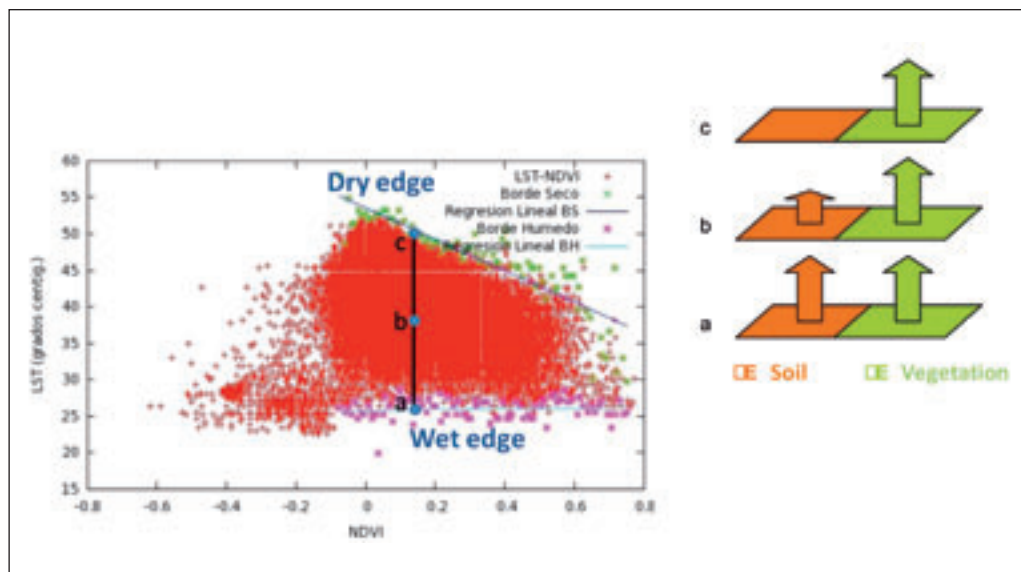 60
55
50
45
40
35
30
25
20
15
LST (grados centig.)
Dry edge
LST-NDVI
Borde Seco
Regresion Lineal BS
Borde Humedo
Regresion Lineal BH
c
b
a
Wet edge
-0.8
-0.6
-0.4
-0.2
0
0.2
0.4
0.6
0.8
NDVI
c
b
a
E Soil
E Vegetation